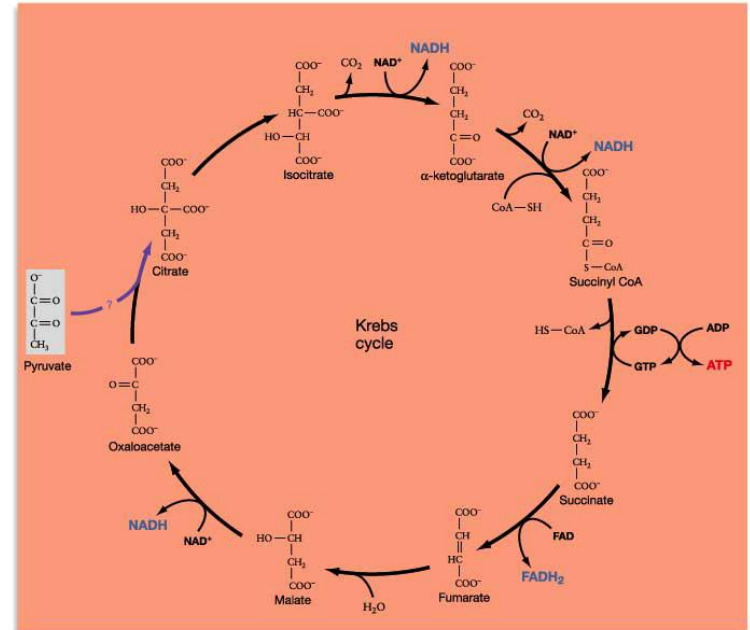 COO⁻
CH₂
HC—COO⁻
HO—CH
COO⁻
Isocitrate
CO₂
NAD⁺
NADH
COO⁻
CH₂
CH₂
C=O
COO⁻
α-ketoglutarate
CO₂
NAD⁺
NADH
CoA—SH
COO⁻
CH₂
CH₂
C=O
S—CoA
Succinyl CoA
HS—CoA
GDP
ADP
GTP
ATP
COO⁻
CH₂
CH₂
COO⁻
Succinate
FAD
FADH₂
COO⁻
CH
HC
COO⁻
Fumarate
H₂O
COO⁻
HO—CH
CH₂
COO⁻
Malate
NAD⁺
NADH
COO⁻
O=C
CH₂
COO⁻
Oxaloacetate
O⁻
C=O
C=O
CH₃
Pyruvate
?
COO⁻
CH₂
HO—C—COO⁻
CH₂
COO⁻
Citrate
Krebs
cycle